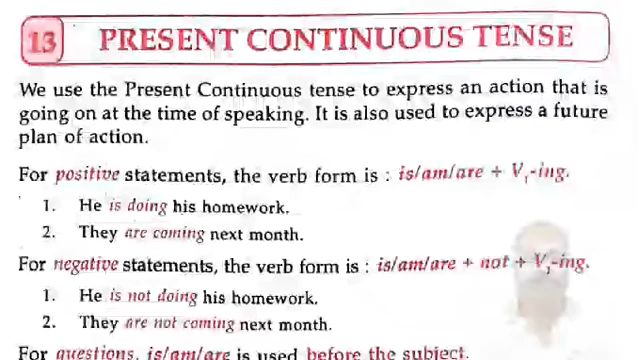 13 PRESENT CONTINUOUS TENSE
We use the Present Continuous tense to express an action that is
going on at the time of speaking. It is also used to express a future
plan of action.
For positive statements, the verb form is : is/am/are + V₁-ing.
1. He is doing his homework.
2. They are coming next month.
For negative statements, the verb form is : is/am/are + not + V₁-ing.
1. He is not doing his homework.
2. They are not coming next month.
For questions, is/am/are is used before the subject.